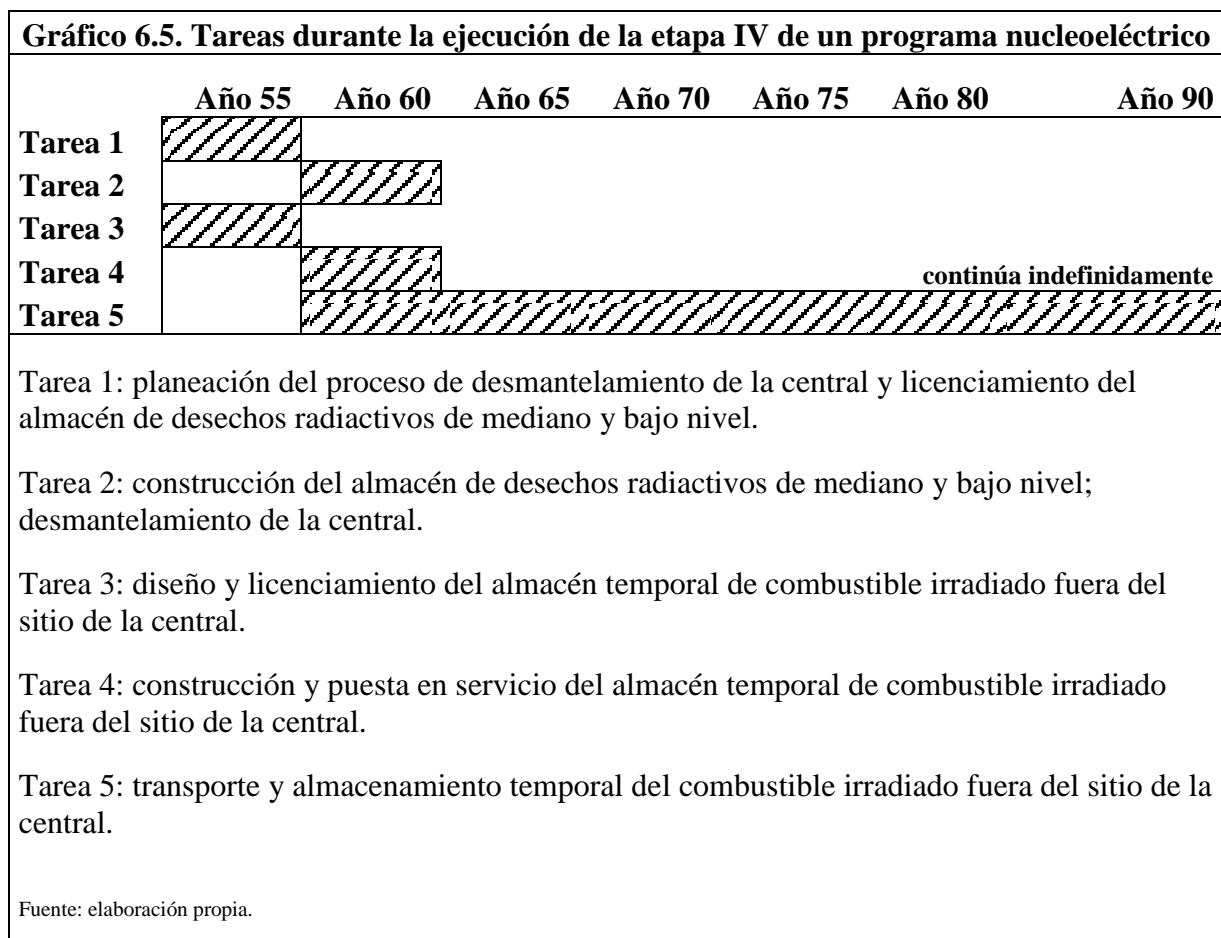 Gráfico 6.5. Tareas durante la ejecución de la etapa IV de un programa nucleoeléctrico
Año 55 Año 60 Año 65 Año 70 Año 75 Año 80 Año 90
Tarea 1
Tarea 2
Tarea 3
Tarea 4 continúa indefinidamente
Tarea 5
Tarea 1: planeación del proceso de desmantelamiento de la central y licenciamiento del
almacén de desechos radiactivos de mediano y bajo nivel.
Tarea 2: construcción del almacén de desechos radiactivos de mediano y bajo nivel;
desmantelamiento de la central.
Tarea 3: diseño y licenciamiento del almacén temporal de combustible irradiado fuera del
sitio de la central.
Tarea 4: construcción y puesta en servicio del almacén temporal de combustible irradiado
fuera del sitio de la central.
Tarea 5: transporte y almacenamiento temporal del combustible irradiado fuera del sitio de la
central.
Fuente: elaboración propia.